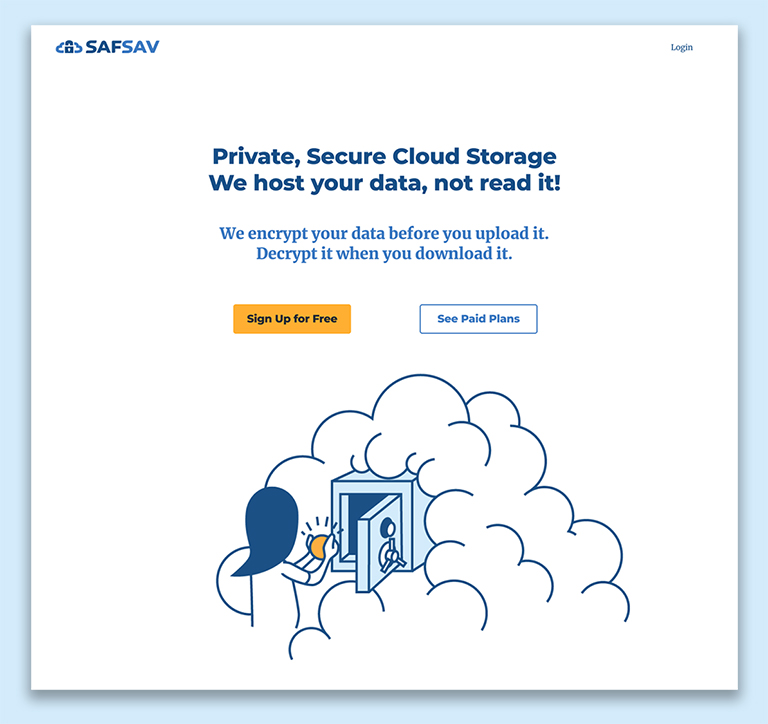 SAFSAV
Login
Private, Secure Cloud Storage
We host your data, not read it!
We encrypt your data before you upload it.
Decrypt it when you download it.
Sign Up for Free
See Paid Plans